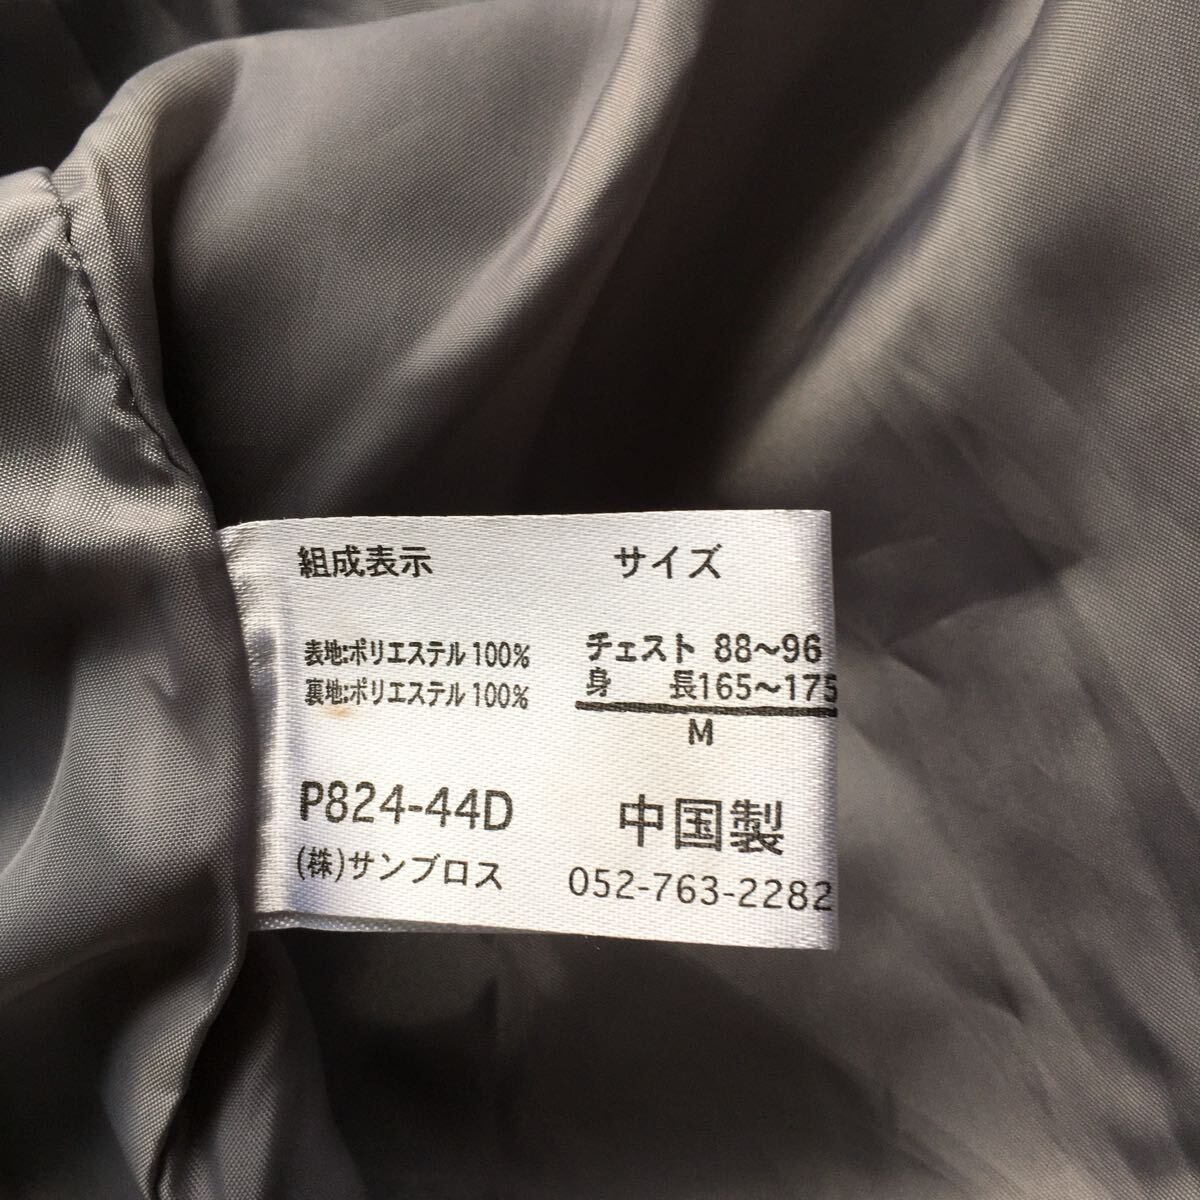 組成表示
サイズ
表地:ポリエステル 100%
裏地:ポリエステル 100%
チェスト 88〜96
身 長165〜175
M
P824-44D
中国製
(株)サンブロス
052-763-2282